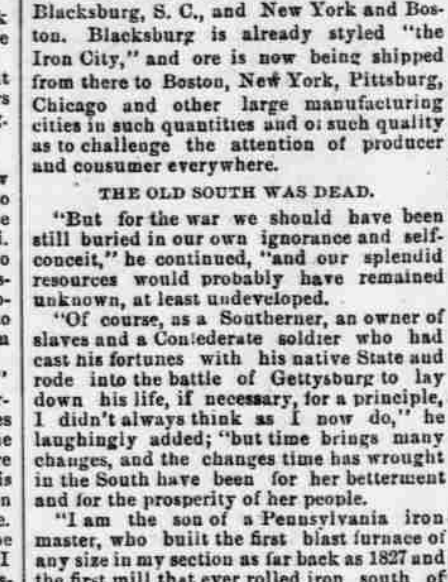 Blacksburg, S. C., and New York and Bos-
ton. Blacksburg is already styled "the
Iron City," and ore is now being shipped
from there to Boston, New York, Pittsburg,
Chicago and other large manufacturing
cities in such quantities and of such quality
as to challenge the attention of producer
and consumer everywhere.
THE OLD SOUTH WAS DEAD.
"But for the war we should have been
still buried in our own ignorance and self-
conceit," he continued, "and our splendid
resources would probably have remained
unknown, at least undeveloped.
"Of course, as a Southerner, an owner of
slaves and a Confederate soldier who had
cast his fortunes with his native State and
rode into the battle of Gettysburg to lay
down his life, if necessary, for a principle,
I didn't always think as I now do," he
laughingly added; "but time brings many
changes, and the changes time has wrought
in the South have been for her betterment
and for the prosperity of her people.
"I am the son of a Pennsylvania iron
master, who built the first blast furnace of
any size in my section as far back as 1827 and
the first mill that ever rolled iron south of